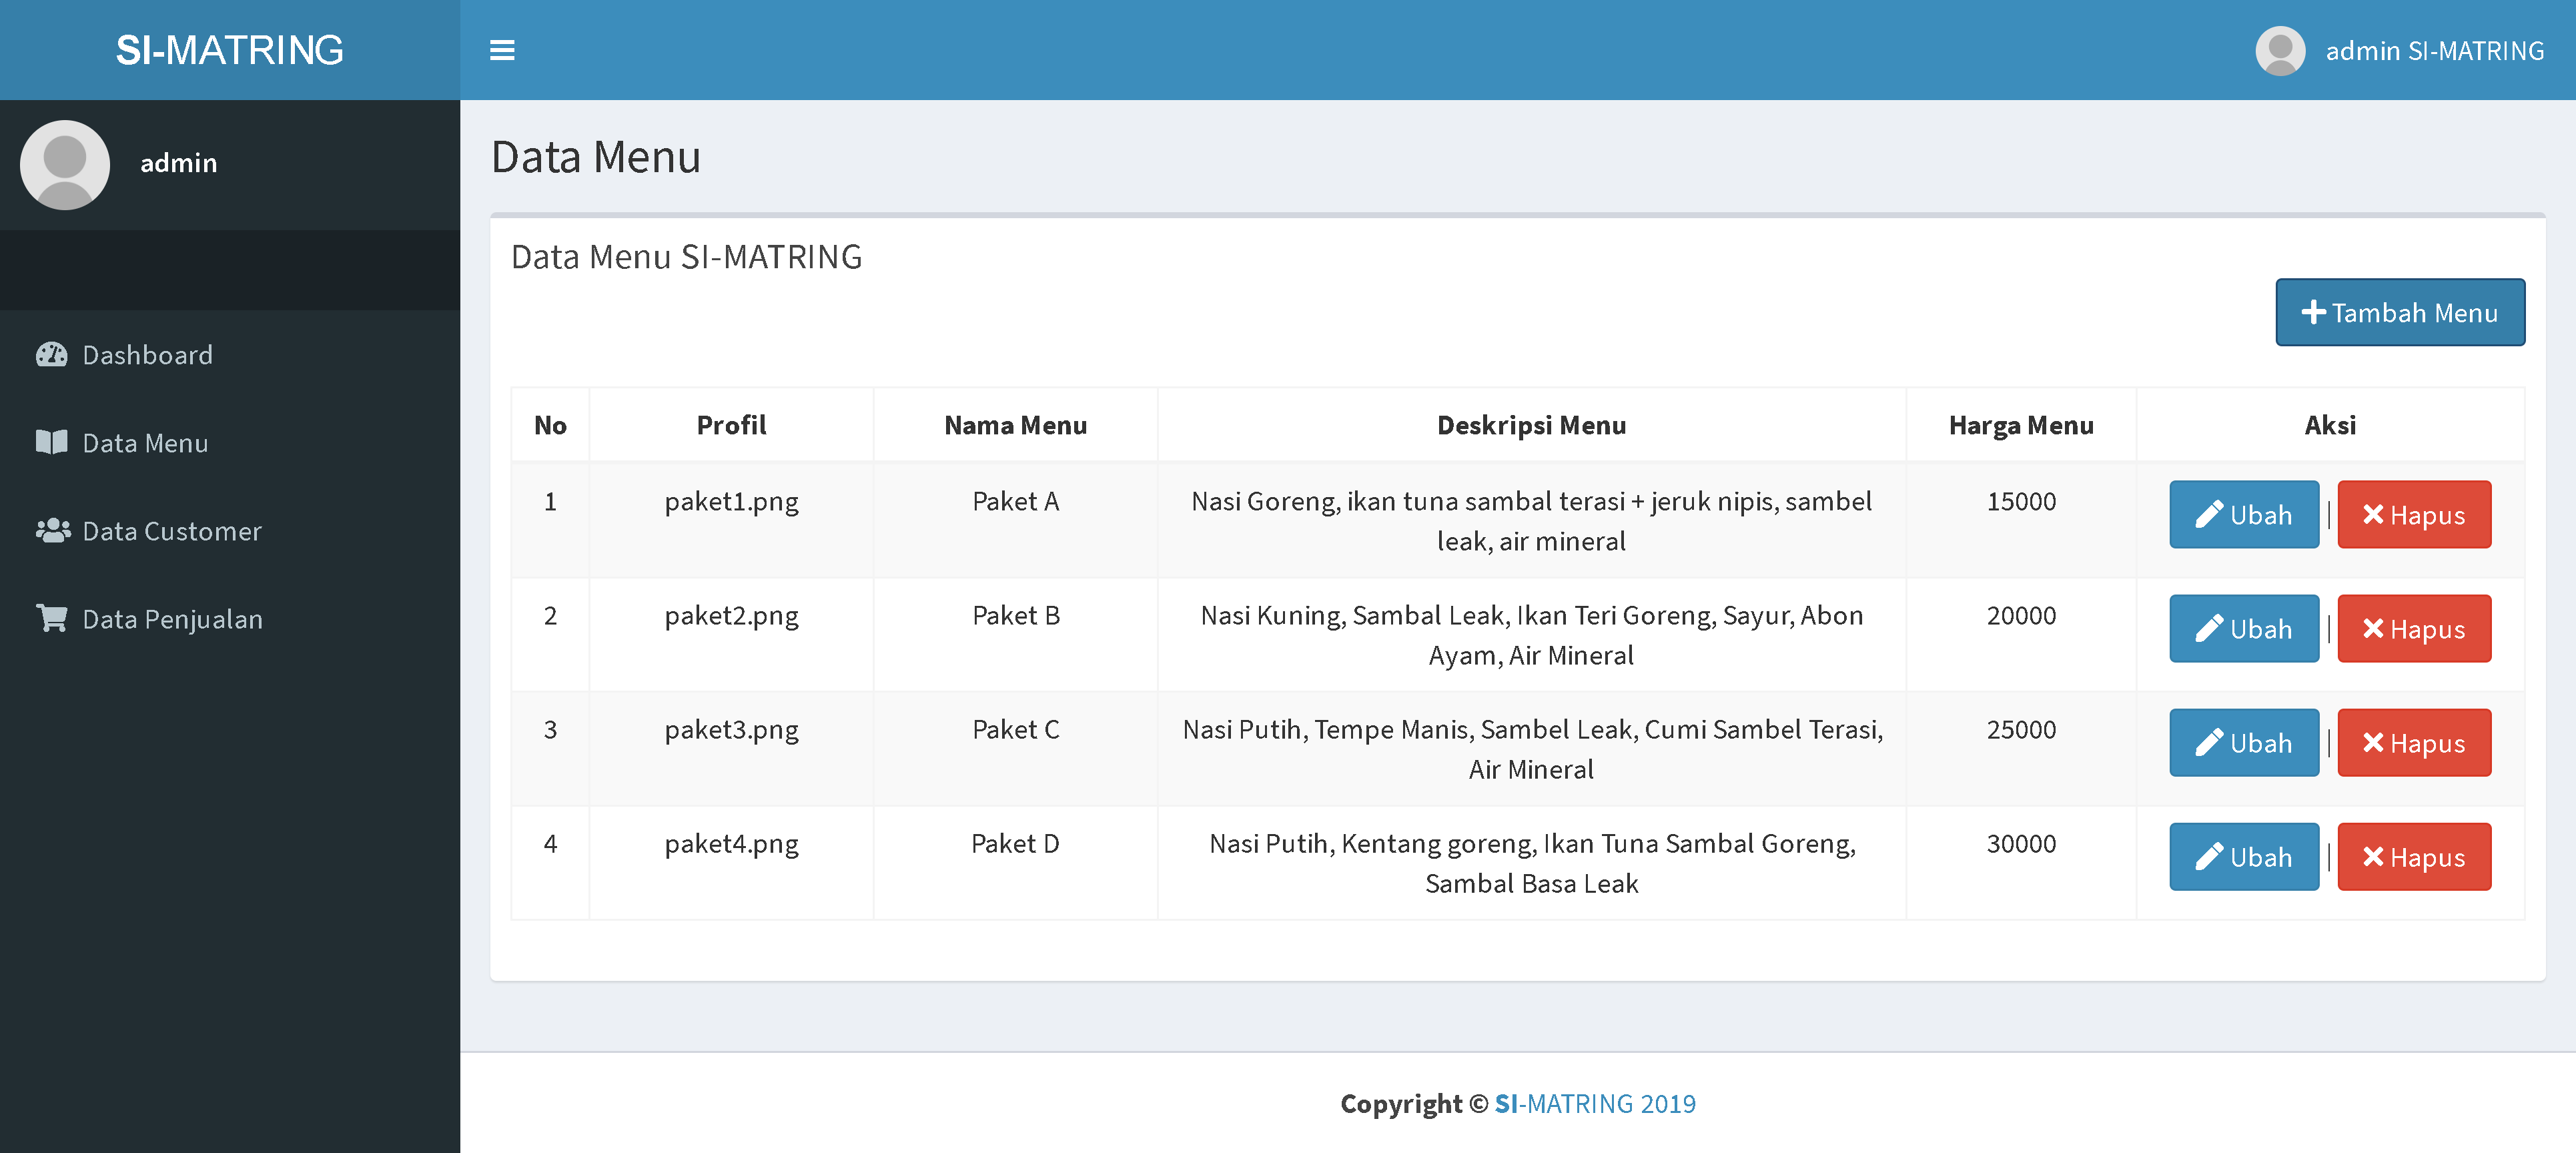 SI-MATRING
admin SI-MATRING
admin
Dashboard
Data Menu
Data Customer
Data Penjualan
Data Menu
Data Menu SI-MATRING
Tambah Menu
No Profil Nama Menu Deskripsi Menu Harga Menu Aksi
1 paket1.png Paket A Nasi Goreng, ikan tuna sambal terasi + jeruk nipis, sambel 15000 Ubah | Hapus
leak, air mineral
2 paket2.png Paket B Nasi Kuning, Sambal Leak, Ikan Teri Goreng, Sayur, Abon 20000 Ubah | Hapus
Ayam, Air Mineral
3 paket3.png Paket C Nasi Putih, Tempe Manis, Sambel Leak, Cumi Sambel Terasi, 25000 Ubah | Hapus
Air Mineral
4 paket4.png Paket D Nasi Putih, Kentang goreng, Ikan Tuna Sambal Goreng, 30000 Ubah | Hapus
Sambal Basa Leak
Copyright © SI-MATRING 2019